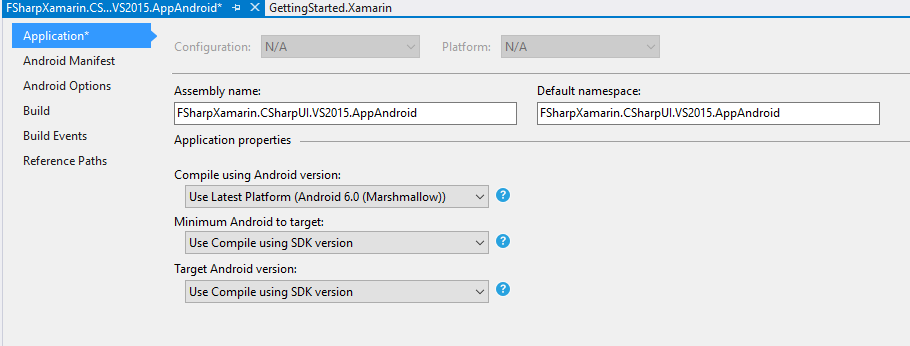 FSharpXamarin.CS...VS2015.AppAndroid* GettingStarted.Xamarin
Application* Configuration: N/A Platform: N/A
Android Manifest
Android Options
Build
Build Events
Reference Paths
Assembly name: Default namespace:
FSharpXamarin.CSharpUI.VS2015.AppAndroid FSharpXamarin.CSharpUI.VS2015.AppAndroid
Application properties
Compile using Android version:
Use Latest Platform (Android 6.0 (Marshmallow)) ?
Minimum Android to target:
Use Compile using SDK version ?
Target Android version:
Use Compile using SDK version ?